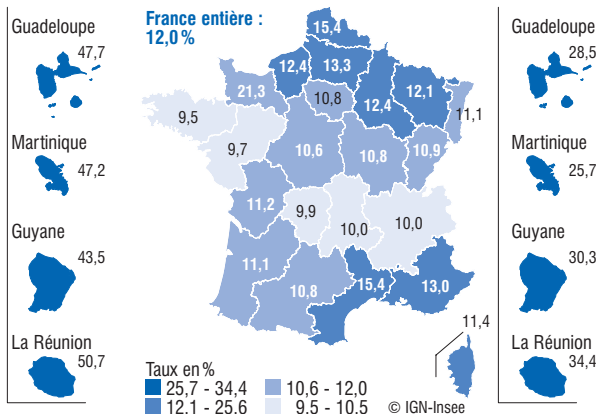 Guadeloupe
47,7
Martinique
47,2
Guyane
43,5
La Réunion
50,7
France entière :
12,0 %
15,4
12,4
13,3
21,3
10,8
12,4
12,1
11,1
9,5
9,7
10,6
10,8
10,9
11,2
9,9
10,0
10,0
11,1
10,8
15,4
13,0
11,4
Taux en %
25,7 - 34,4
10,6 - 12,0
12,1 - 25,6
9,5 - 10,5
© IGN-Insee
Guadeloupe
28,5
Martinique
25,7
Guyane
30,3
La Réunion
34,4